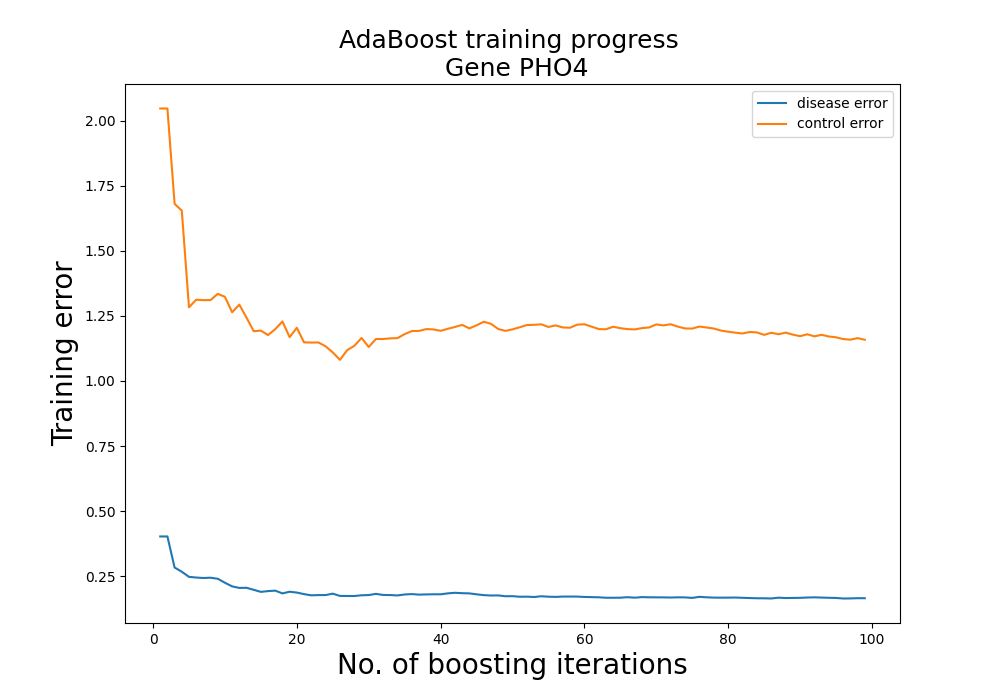 AdaBoost training progress
Gene PHO4
disease error
control error
Training error
2.00
1.75
1.50
1.25
1.00
0.75
0.50
0.25
0 20 40 60 80 100
No. of boosting iterations